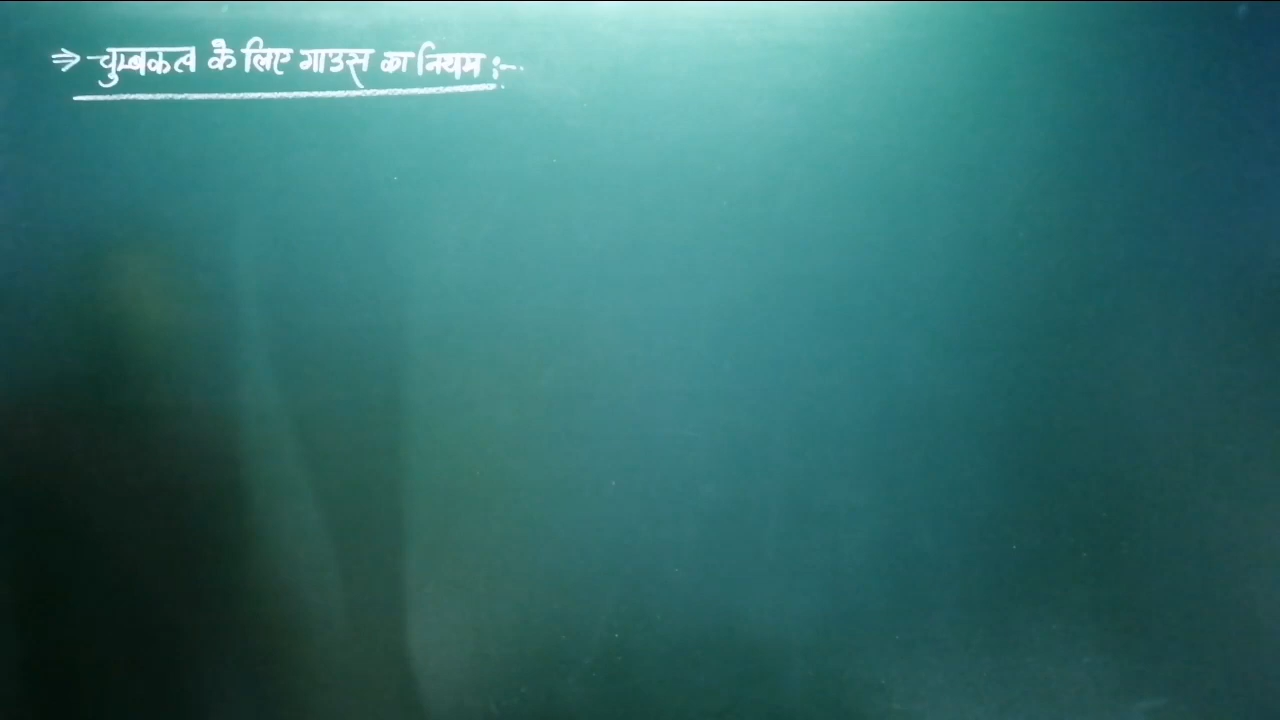 ⇒ चुम्बकत्व के लिए गाउस का नियम :-